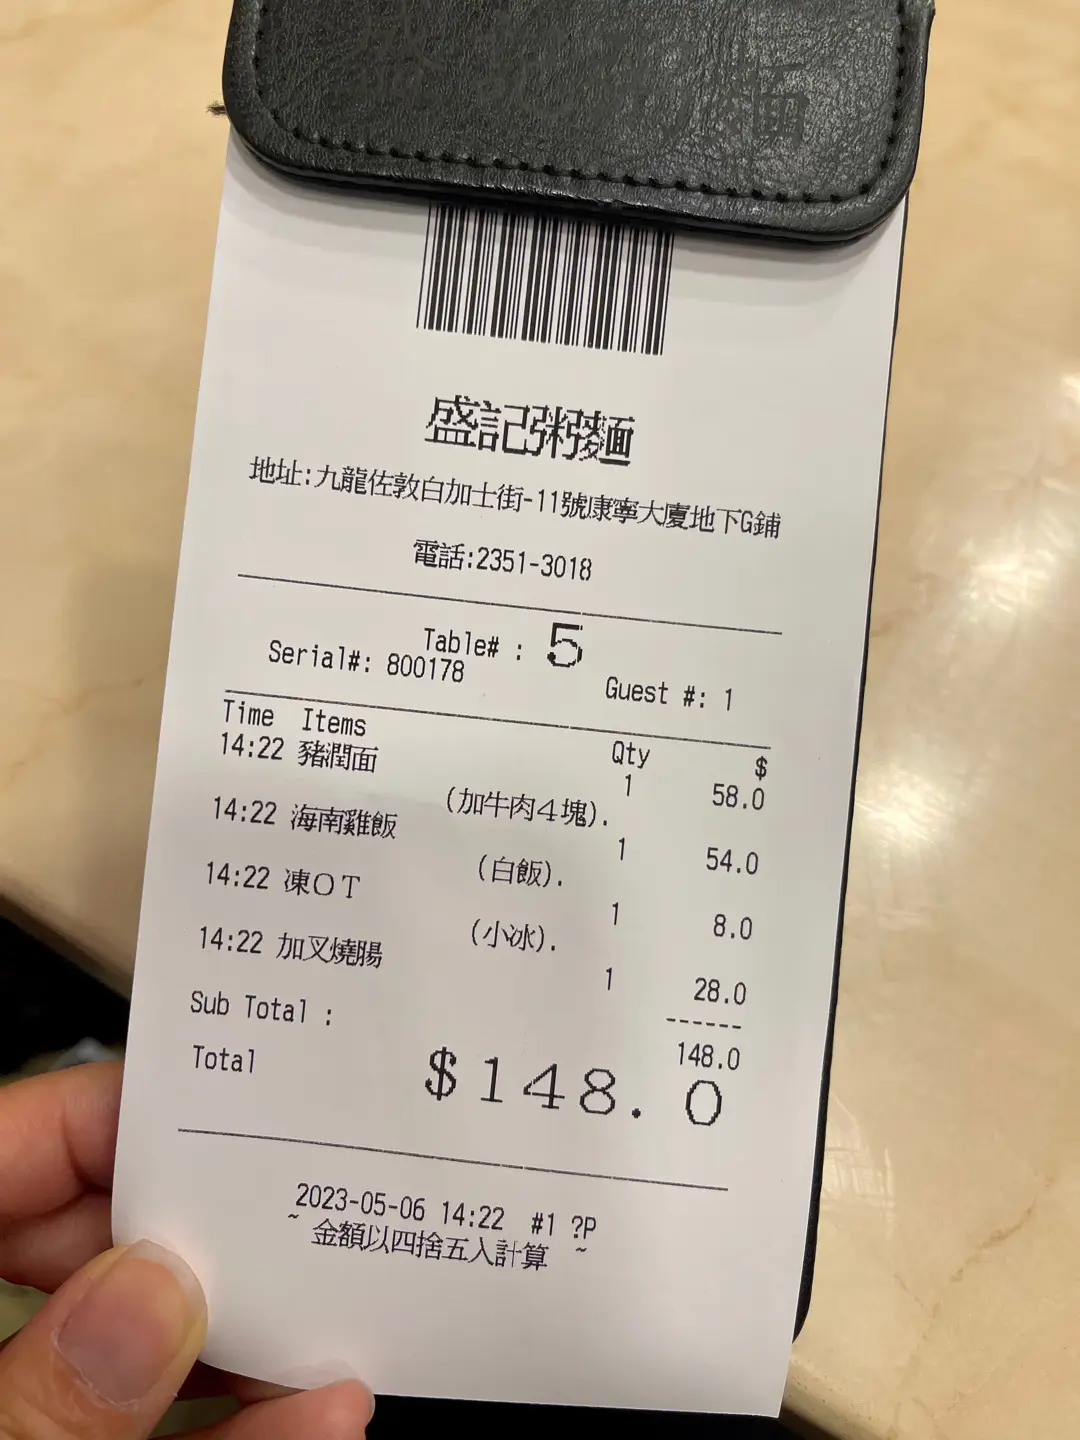 麵
盛記粥麵
地址:九龍佐敦白加士街-11號康寧大廈地下G鋪
電話:2351-3018
Table# : 5
Serial#: 800178 Guest #: 1
Time Items Qty $
14:22 豬潤面 1 58.0
(加牛肉４塊).
14:22 海南雞飯 1 54.0
(白飯).
14:22 凍ＯＴ 1 8.0
(小冰).
14:22 加叉燒腸 1 28.0
------
Sub Total : 148.0
Total $148.0
2023-05-06 14:22 #1 ?P
~ 金額以四捨五入計算 ~